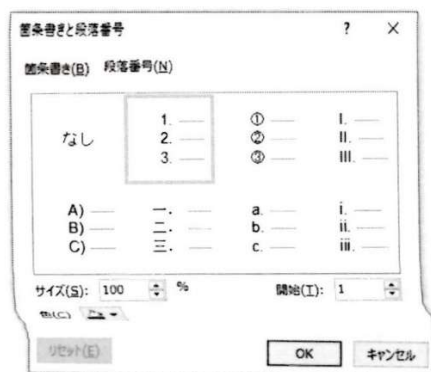 箇条書きと段落番号 ? ×
箇条書き(B) 段落番号(N)
なし
1.
2.
3.
①
②
③
I.
II.
III.
A)
B)
C)
一.
二.
三.
a.
b.
c.
i.
ii.
iii.
サイズ(S): 100 % 開始(T): 1
色(C)
リセット(E) OK キャンセル